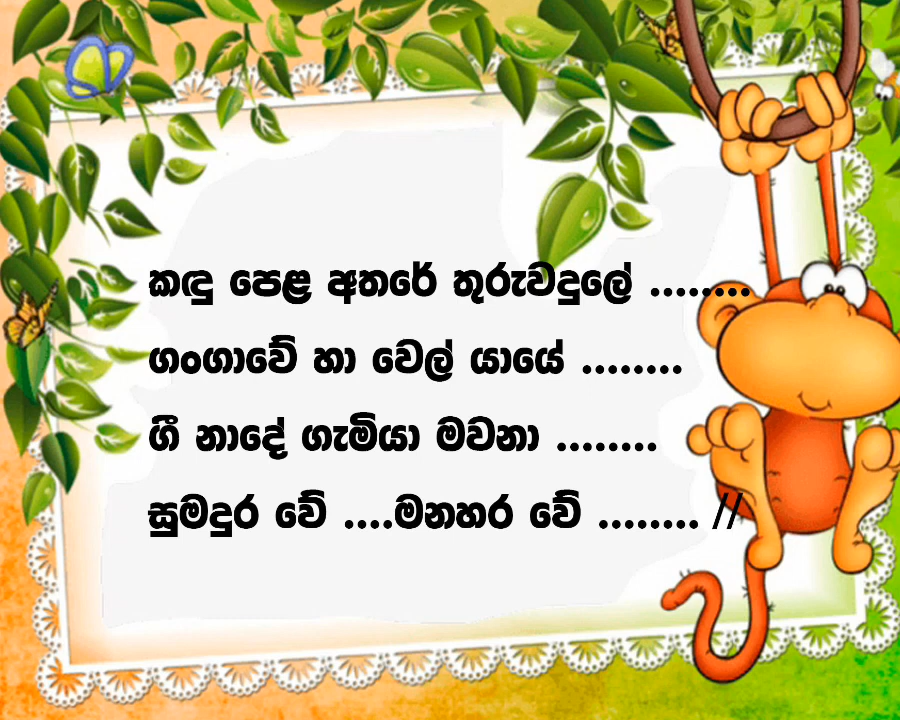 කඳු පෙළ අතරේ තුරුවදුලේ ........
ගංගාවේ හා වෙල් යායේ ........
ගී නාදේ ගැමියා මවනා ........
සුමදුර වේ ....මනහර වේ ........ //